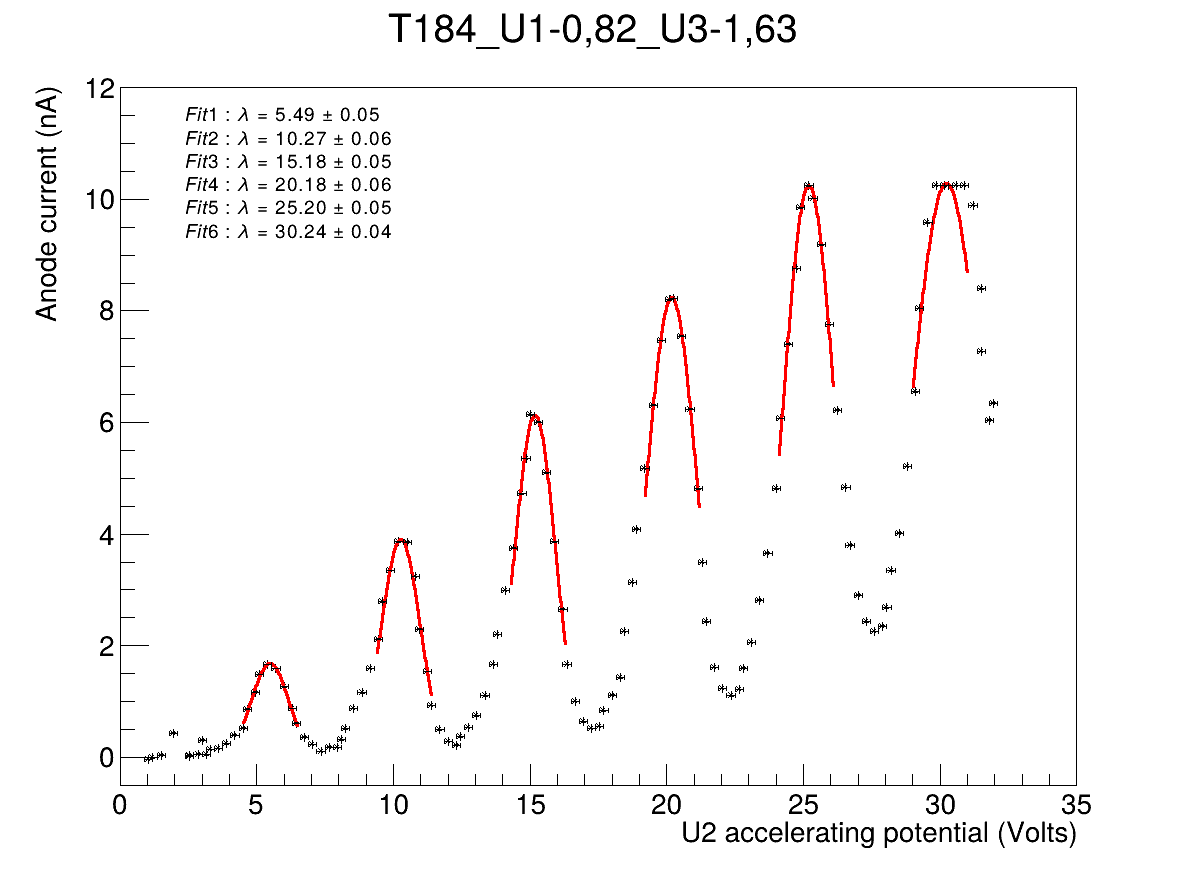 T184_U1-0,82_U3-1,63
Anode current (nA)
12
10
8
6
4
2
0
Fit1 : λ = 5.49 ± 0.05
Fit2 : λ = 10.27 ± 0.06
Fit3 : λ = 15.18 ± 0.05
Fit4 : λ = 20.18 ± 0.06
Fit5 : λ = 25.20 ± 0.05
Fit6 : λ = 30.24 ± 0.04
0 5 10 15 20 25 30 35
U2 accelerating potential (Volts)